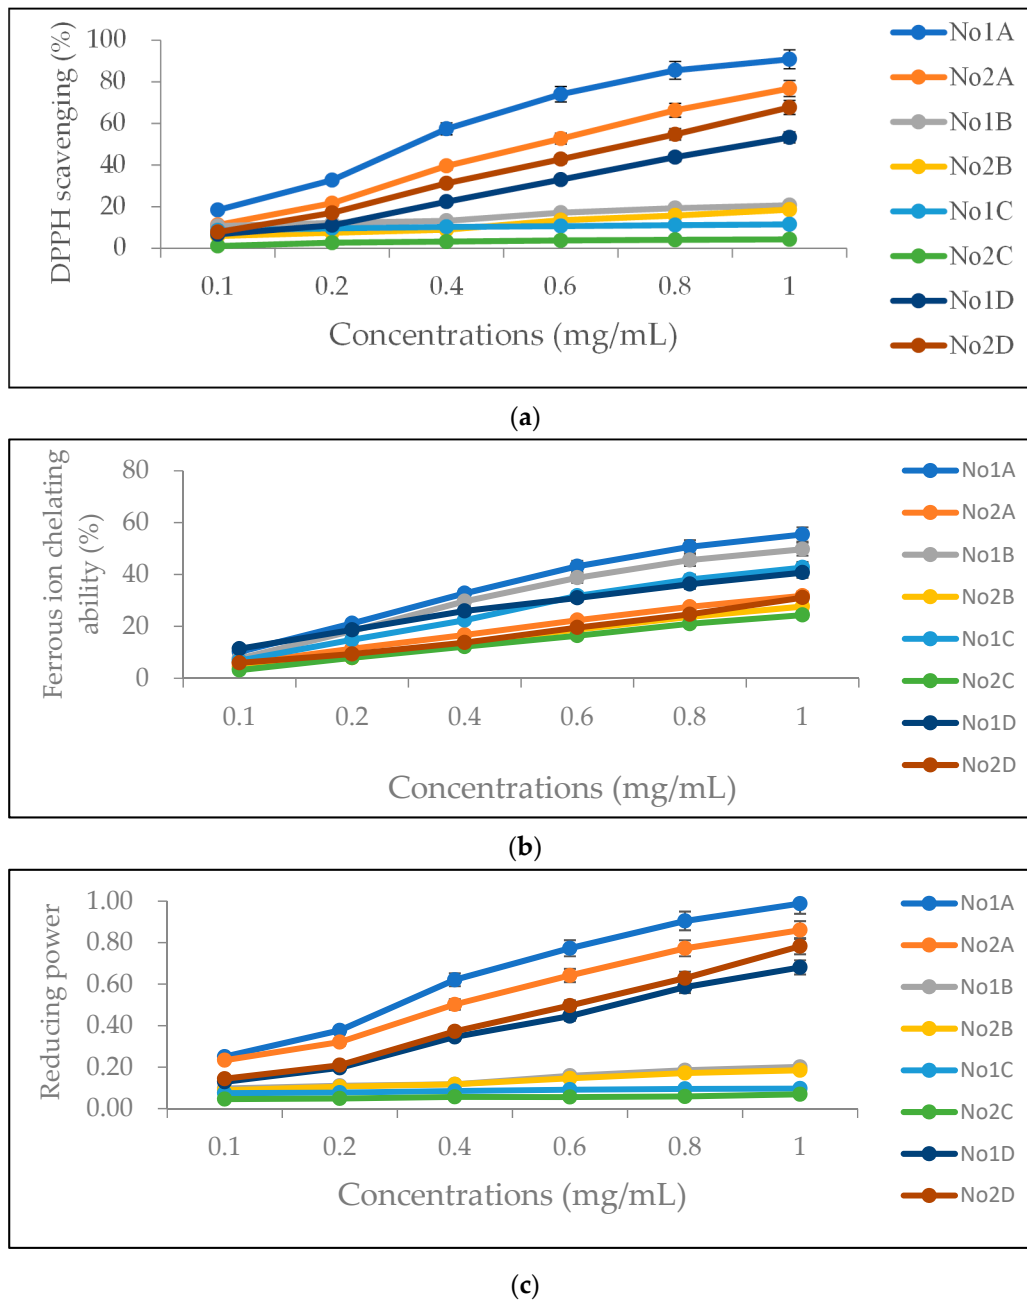 DPPH scavenging (%)
100
80
60
40
20
0
0.1 0.2 0.4 0.6 0.8 1
Concentrations (mg/mL)
No1A
No2A
No1B
No2B
No1C
No2C
No1D
No2D
(a)
Ferrous ion chelating
ability (%)
80
60
40
20
0
0.1 0.2 0.4 0.6 0.8 1
Concentrations (mg/mL)
No1A
No2A
No1B
No2B
No1C
No2C
No1D
No2D
(b)
Reducing power
1.00
0.80
0.60
0.40
0.20
0.00
0.1 0.2 0.4 0.6 0.8 1
Concentrations (mg/mL)
No1A
No2A
No1B
No2B
No1C
No2C
No1D
No2D
(c)